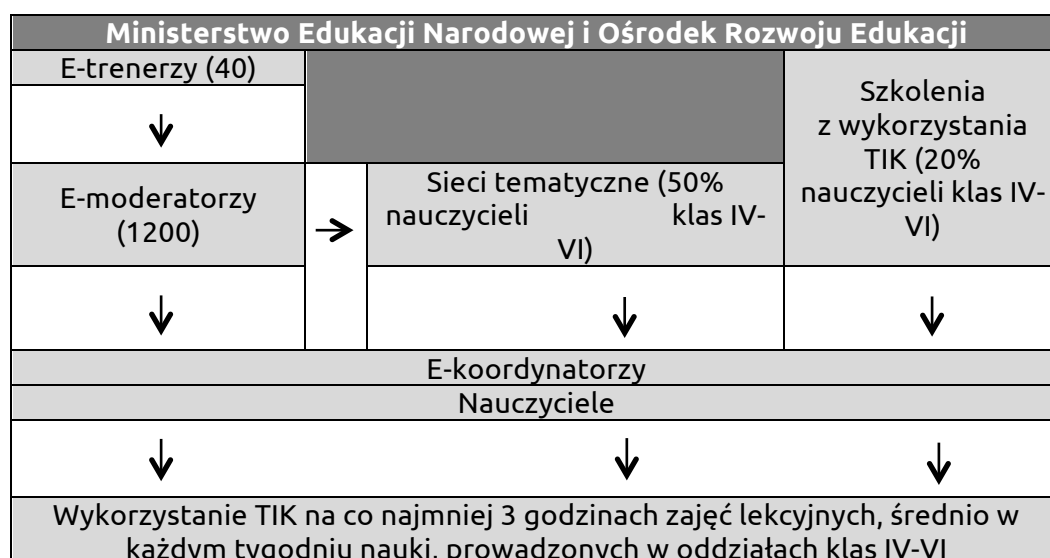 Ministerstwo Edukacji Narodowej i Ośrodek Rozwoju Edukacji
E-trenerzy (40)
Szkolenia
z wykorzystania
TIK (20%
nauczycieli klas IV-
VI)
E-moderatorzy
(1200)
Sieci tematyczne (50%
nauczycieli klas IV-
VI)
E-koordynatorzy
Nauczyciele
Wykorzystanie TIK na co najmniej 3 godzinach zajęć lekcyjnych, średnio w
każdym tygodniu nauki, prowadzonych w oddziałach klas IV-VI